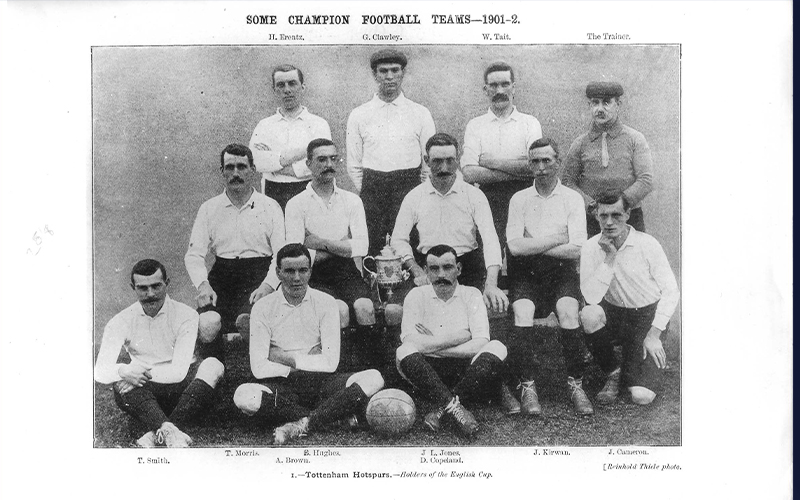 SOME CHAMPION FOOTBALL TEAMS—1901-2.
H. Erentz. G. Clawley. W. Tait. The Trainer.
T. Morris. E. Hughes. J. L. Jones. J. Kirwan. J. Cameron.
T. Smith. A. Brown. D. Copeland.
[Reinhold Thiele photo.
1.—Tottenham Hotspurs.—Holders of the English Cup.